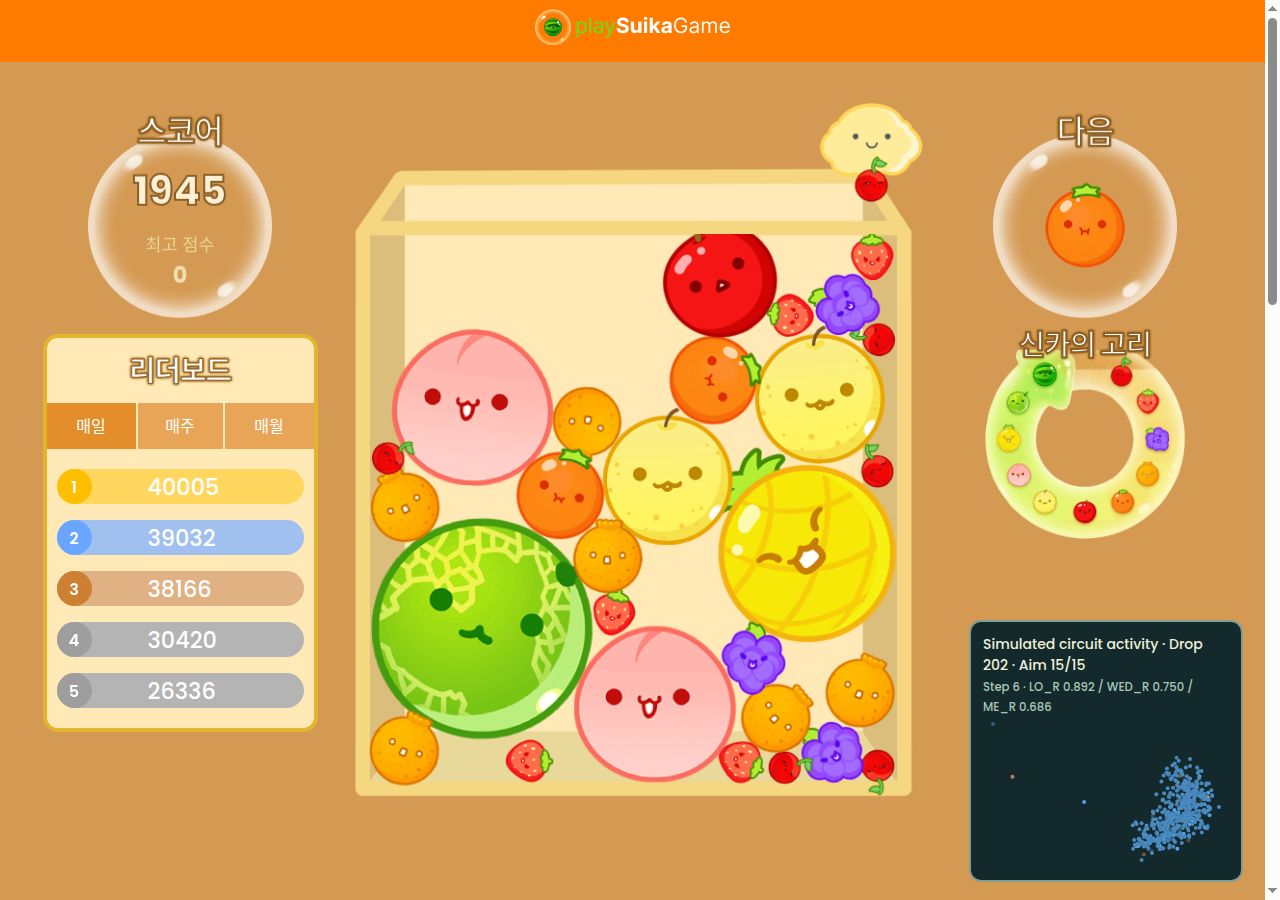 playSuikaGame
스코어
1945
최고 점수
0
리더보드
매일 매주 매월
1 40005
2 39032
3 38166
4 30420
5 26336
다음
신카의 고리
Simulated circuit activity · Drop
202 · Aim 15/15
Step 6 · LO_R 0.892 / WED_R 0.750 /
ME_R 0.686